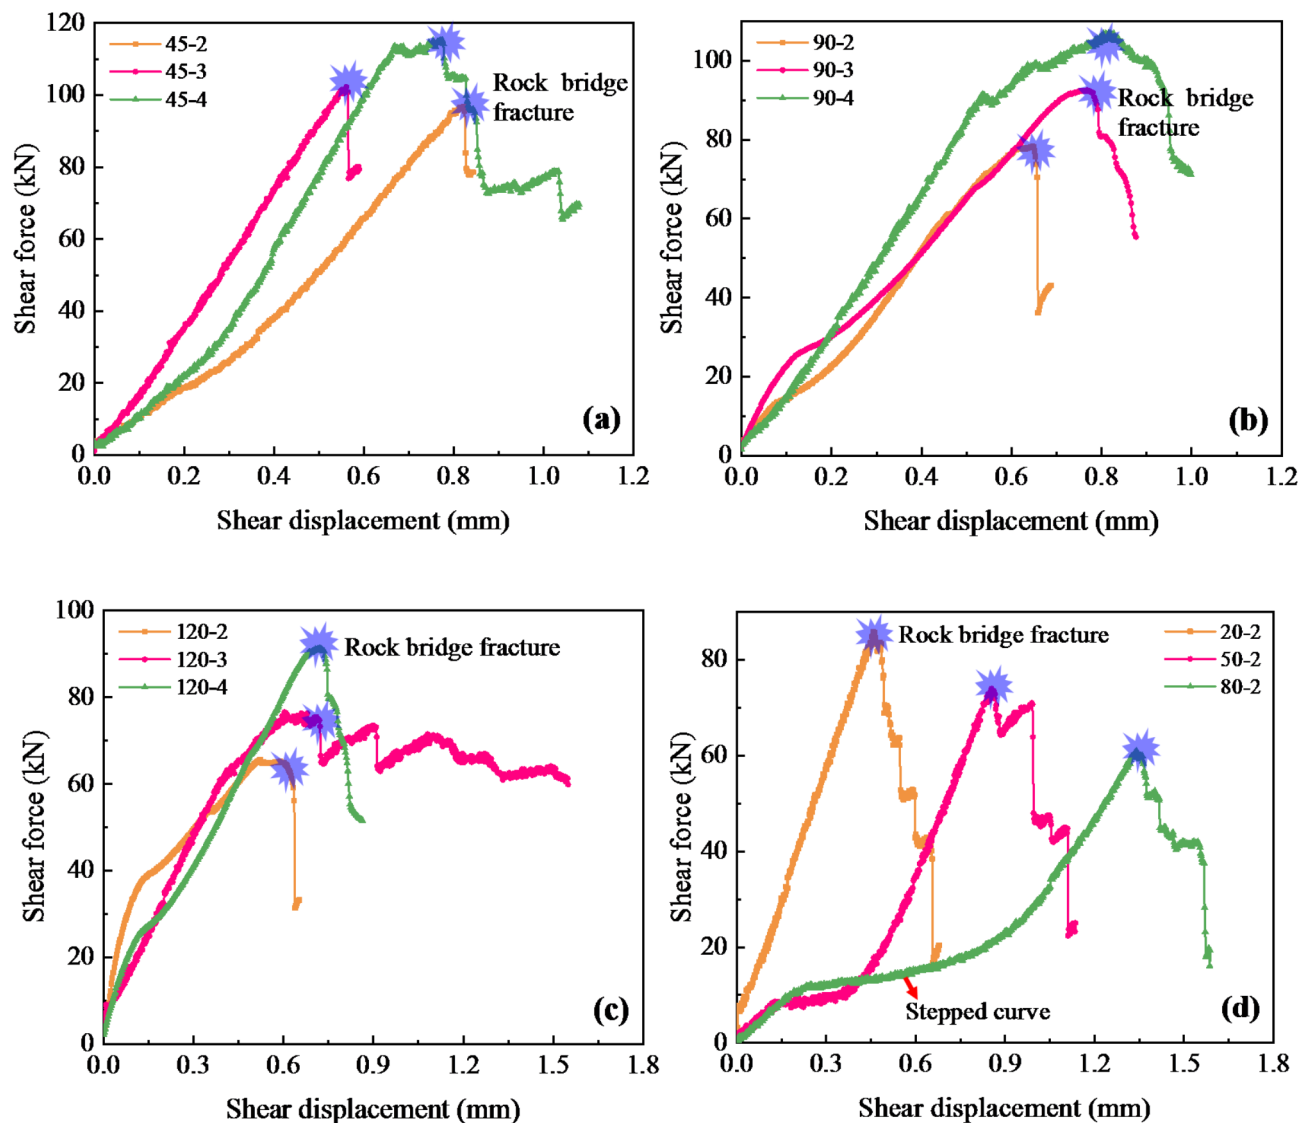 120
100
80
60
40
20
0
Shear force (kN)
45-2
45-3
45-4
Rock bridge
fracture
(a)
0.0 0.2 0.4 0.6 0.8 1.0 1.2
Shear displacement (mm)
100
80
60
40
20
0
Shear force (kN)
90-2
90-3
90-4
Rock bridge
fracture
(b)
0.0 0.2 0.4 0.6 0.8 1.0 1.2
Shear displacement (mm)
100
80
60
40
20
0
Shear force (kN)
120-2
120-3
120-4
Rock bridge fracture
(c)
0.0 0.3 0.6 0.9 1.2 1.5 1.8
Shear displacement (mm)
80
60
40
20
0
Shear force (kN)
Rock bridge fracture
20-2
50-2
80-2
Stepped curve
(d)
0.0 0.3 0.6 0.9 1.2 1.5 1.8
Shear displacement (mm)